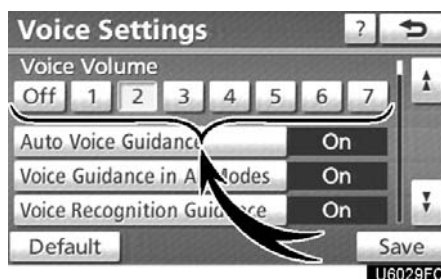 Voice Settings ?
Voice Volume
Off 1 2 3 4 5 6 7
Auto Voice Guidance On
Voice Guidance in Modes On
Voice Recognition On
Default Save